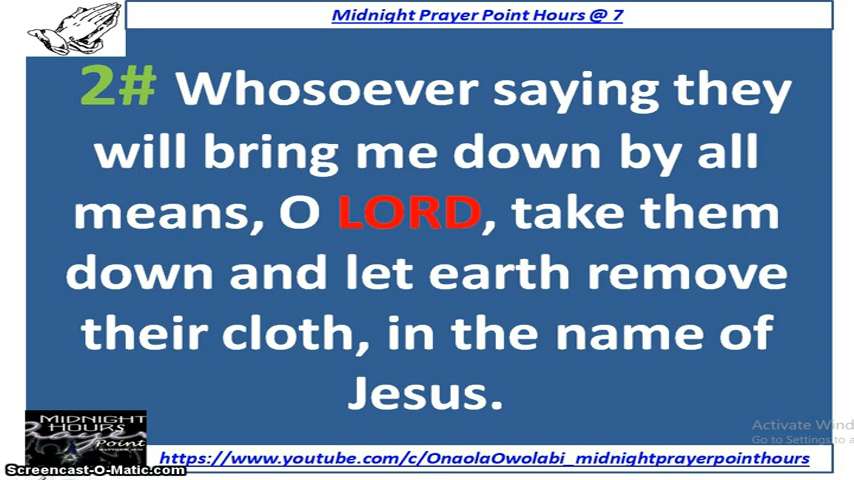 Midnight Prayer Point Hours @ 7
2# Whosoever saying they
will bring me down by all
means, O LORD, take them
down and let earth remove
their cloth, in the name of
Jesus.
MIDNIGHT
HOURS
Prayer
Point
Activate Wind
Go to Settings to a
https://www.youtube.com/c/OnaolaOwolabi_midnightprayerpointhours
Screencast-O-Matic.com